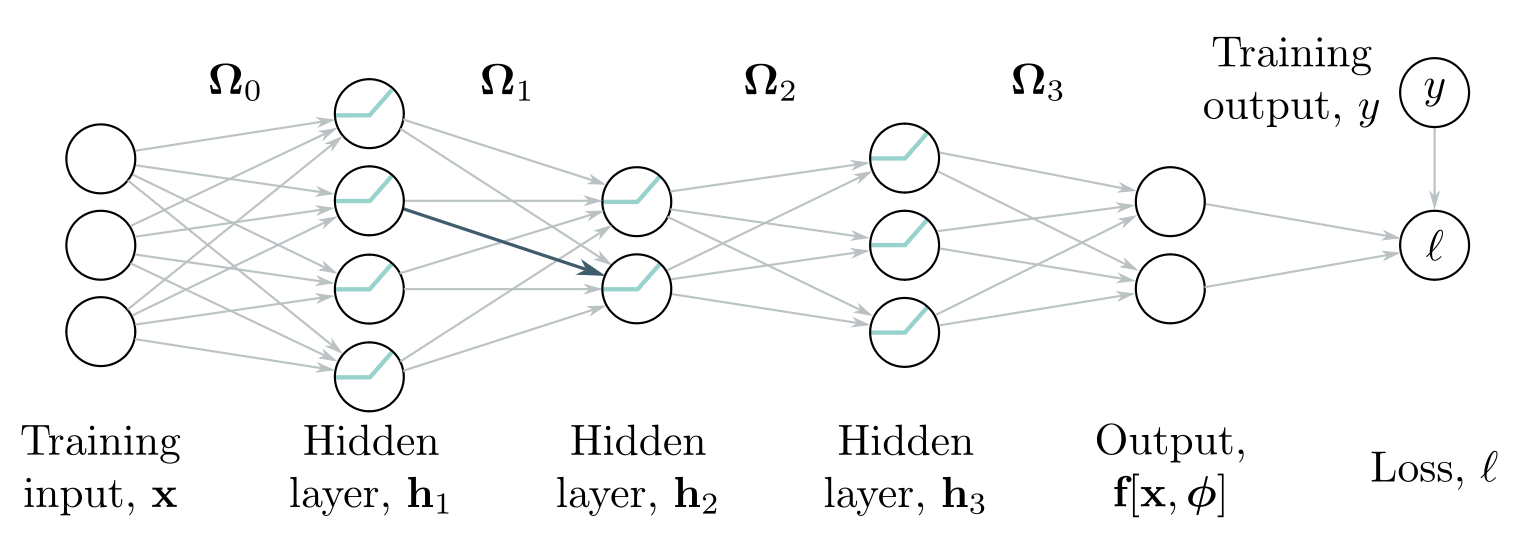 Ω₀
Ω₁
Ω₂
Ω₃
Training
output, y
y
ℓ
Training
input, x
Hidden
layer, h₁
Hidden
layer, h₂
Hidden
layer, h₃
Output,
f[x, ϕ]
Loss, ℓ